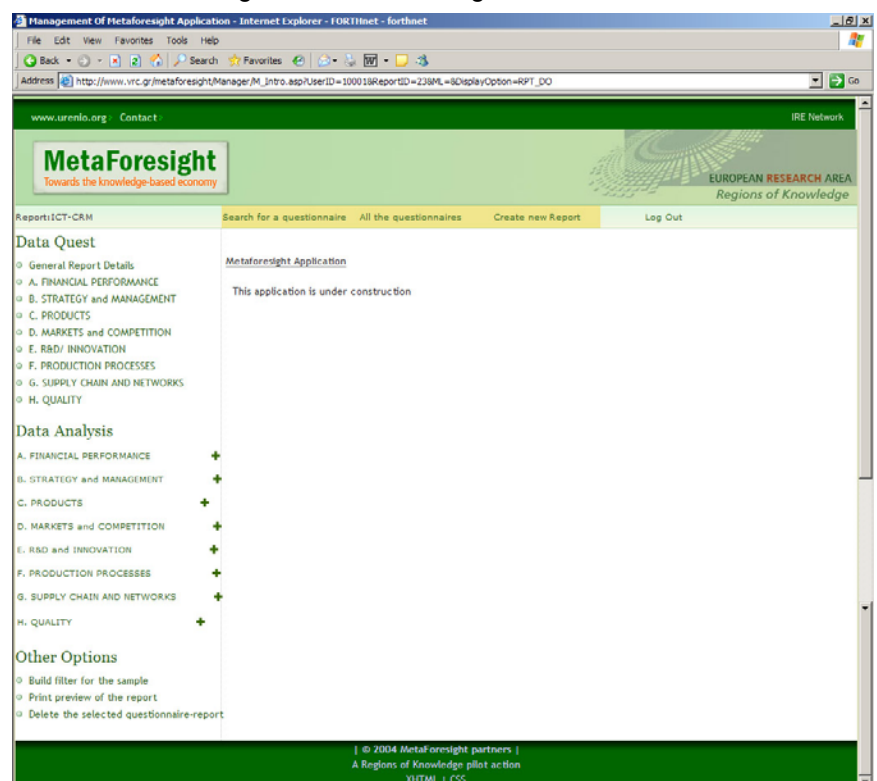 Management Of Metaforesight Application - Internet Explorer - FORTHnet - forthnet
File Edit View Favorites Tools Help
Back Search Favorites
Address http://www.vrc.gr/metaforesight/Manager/M_Intro.asp?UserID=10001&ReportID=23&ML=&DisplayOption=RPT_DO Go
www.urenio.org Contact IRE Network
MetaForesight
Towards the knowledge-based economy
EUROPEAN RESEARCH AREA
Regions of Knowledge
Report:ICT-CRM Search for a questionnaire All the questionnaires Create new Report Log Out
Data Quest
General Report Details
A. FINANCIAL PERFORMANCE
B. STRATEGY and MANAGEMENT
C. PRODUCTS
D. MARKETS and COMPETITION
E. R&D/ INNOVATION
F. PRODUCTION PROCESSES
G. SUPPLY CHAIN AND NETWORKS
H. QUALITY
Metaforesight Application
This application is under construction
Data Analysis
A. FINANCIAL PERFORMANCE
B. STRATEGY and MANAGEMENT
C. PRODUCTS
D. MARKETS and COMPETITION
E. R&D and INNOVATION
F. PRODUCTION PROCESSES
G. SUPPLY CHAIN AND NETWORKS
H. QUALITY
Other Options
Build filter for the sample
Print preview of the report
Delete the selected questionnaire-report
| © 2004 MetaForesight partners |
A Regions of Knowledge pilot action
XHTML | CSS